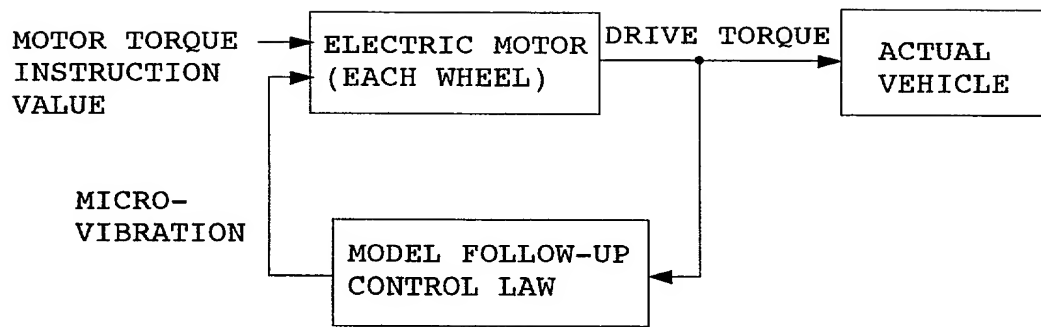 MOTOR TORQUE
INSTRUCTION
VALUE
ELECTRIC MOTOR
(EACH WHEEL)
DRIVE TORQUE
ACTUAL
VEHICLE
MICRO-
VIBRATION
MODEL FOLLOW-UP
CONTROL LAW